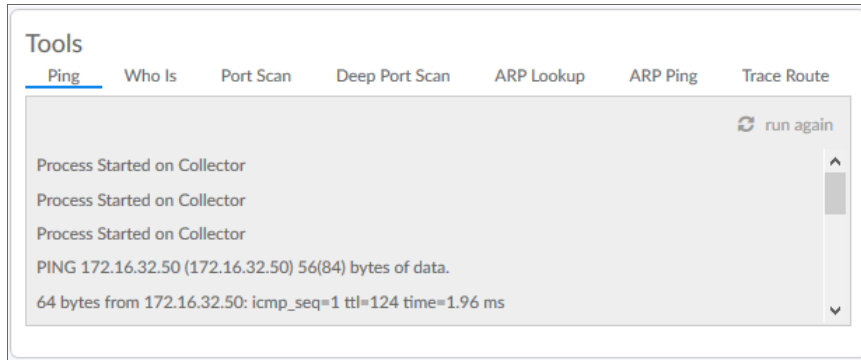 Tools
Ping Who Is Port Scan Deep Port Scan ARP Lookup ARP Ping Trace Route
run again
Process Started on Collector
Process Started on Collector
Process Started on Collector
PING 172.16.32.50 (172.16.32.50) 56(84) bytes of data.
64 bytes from 172.16.32.50: icmp_seq=1 ttl=124 time=1.96 ms